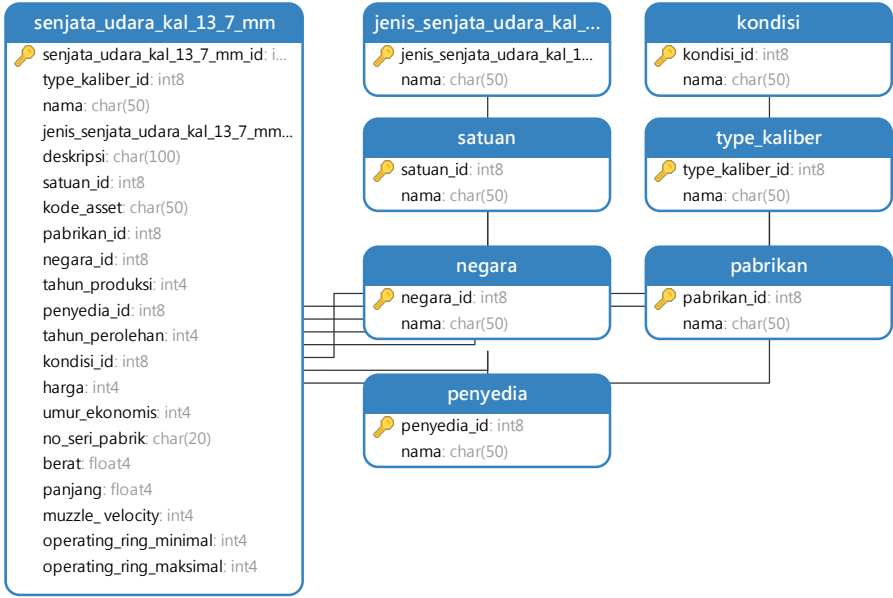 senjata_udara_kal_13_7_mm
senjata_udara_kal_13_7_mm_id: i...
type_kaliber_id: int8
nama: char(50)
jenis_senjata_udara_kal_13_7_mm...
deskripsi: char(100)
satuan_id: int8
kode_asset: char(50)
pabrikan_id: int8
negara_id: int8
tahun_produksi: int4
penyedia_id: int8
tahun_perolehan: int4
kondisi_id: int8
harga: int4
umur_ekonomis: int4
no_seri_pabrik: char(20)
berat: float4
panjang: float4
muzzle_ velocity: int4
operating_ring_minimal: int4
operating_ring_maksimal: int4
jenis_senjata_udara_kal_...
jenis_senjata_udara_kal_1...
nama: char(50)
kondisi
kondisi_id: int8
nama: char(50)
satuan
satuan_id: int8
nama: char(50)
type_kaliber
type_kaliber_id: int8
nama: char(50)
negara
negara_id: int8
nama: char(50)
pabrikan
pabrikan_id: int8
nama: char(50)
penyedia
penyedia_id: int8
nama: char(50)